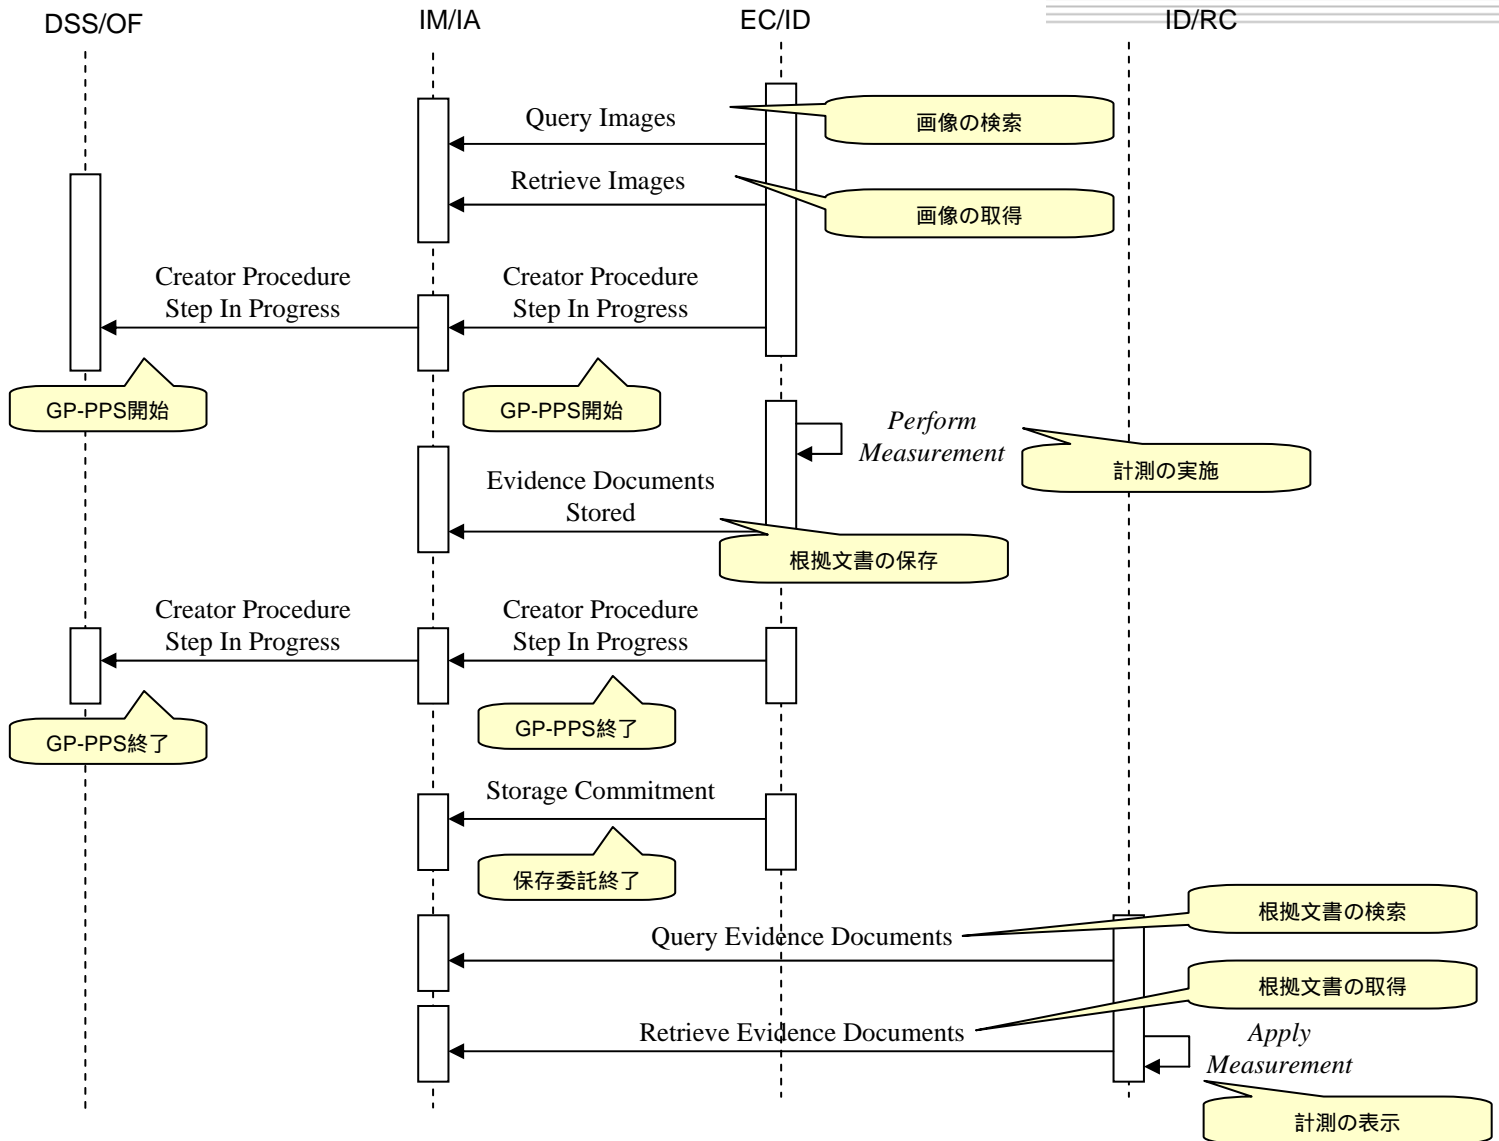 DSS/OF
IM/IA
EC/ID
ID/RC
Query Images
画像の検索
Retrieve Images
画像の取得
Creator Procedure
Step In Progress
Creator Procedure
Step In Progress
GP-PPS開始
GP-PPS開始
Perform
Measurement
計測の実施
Evidence Documents
Stored
根拠文書の保存
Creator Procedure
Step In Progress
Creator Procedure
Step In Progress
GP-PPS終了
GP-PPS終了
Storage Commitment
保存委託終了
根拠文書の検索
Query Evidence Documents
根拠文書の取得
Retrieve Evidence Documents
Apply
Measurement
計測の表示